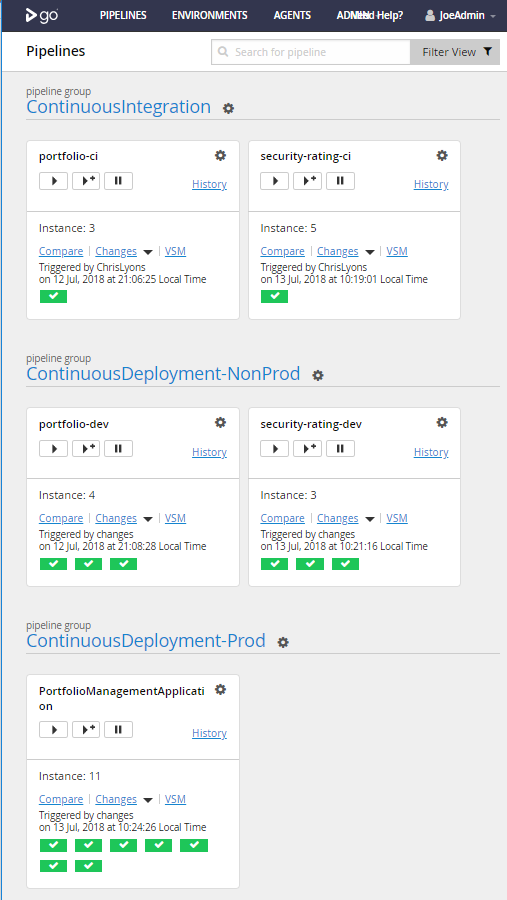 go PIPELINES ENVIRONMENTS AGENTS ADMIN Need Help? JoeAdmin
Pipelines Search for pipeline Filter View
pipeline group
ContinuousIntegration
portfolio-ci
History
Instance: 3
Compare Changes VSM
Triggered by ChrisLyons
on 12 Jul, 2018 at 21:06:25 Local Time
security-rating-ci
History
Instance: 5
Compare Changes VSM
Triggered by ChrisLyons
on 13 Jul, 2018 at 10:19:01 Local Time
pipeline group
ContinuousDeployment-NonProd
portfolio-dev
History
Instance: 4
Compare Changes VSM
Triggered by changes
on 12 Jul, 2018 at 21:08:28 Local Time
security-rating-dev
History
Instance: 3
Compare Changes VSM
Triggered by changes
on 13 Jul, 2018 at 10:21:16 Local Time
pipeline group
ContinuousDeployment-Prod
PortfolioManagementApplicati
on
History
Instance: 11
Compare Changes VSM
Triggered by changes
on 13 Jul, 2018 at 10:24:26 Local Time